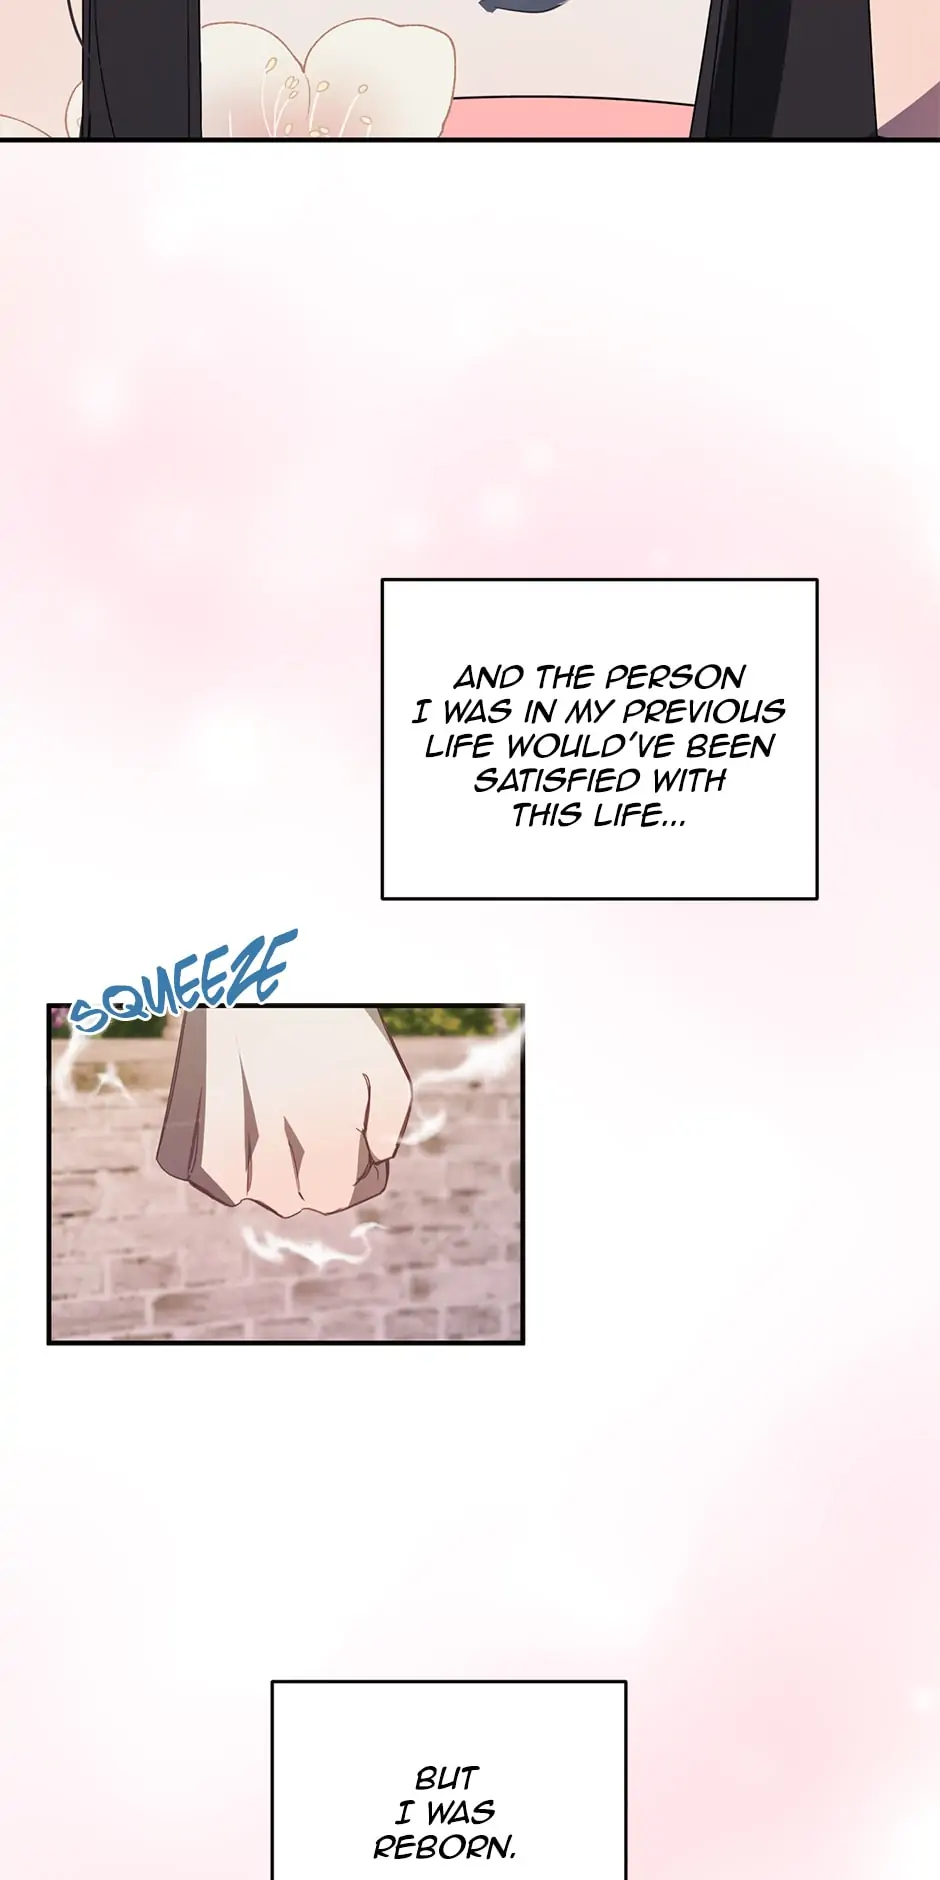 AND THE PERSON
I WAS IN MY PREVIOUS
LIFE WOULD'VE BEEN
SATISFIED WITH
THIS LIFE...
SQUEEZE
BUT
I WAS
REBORN.